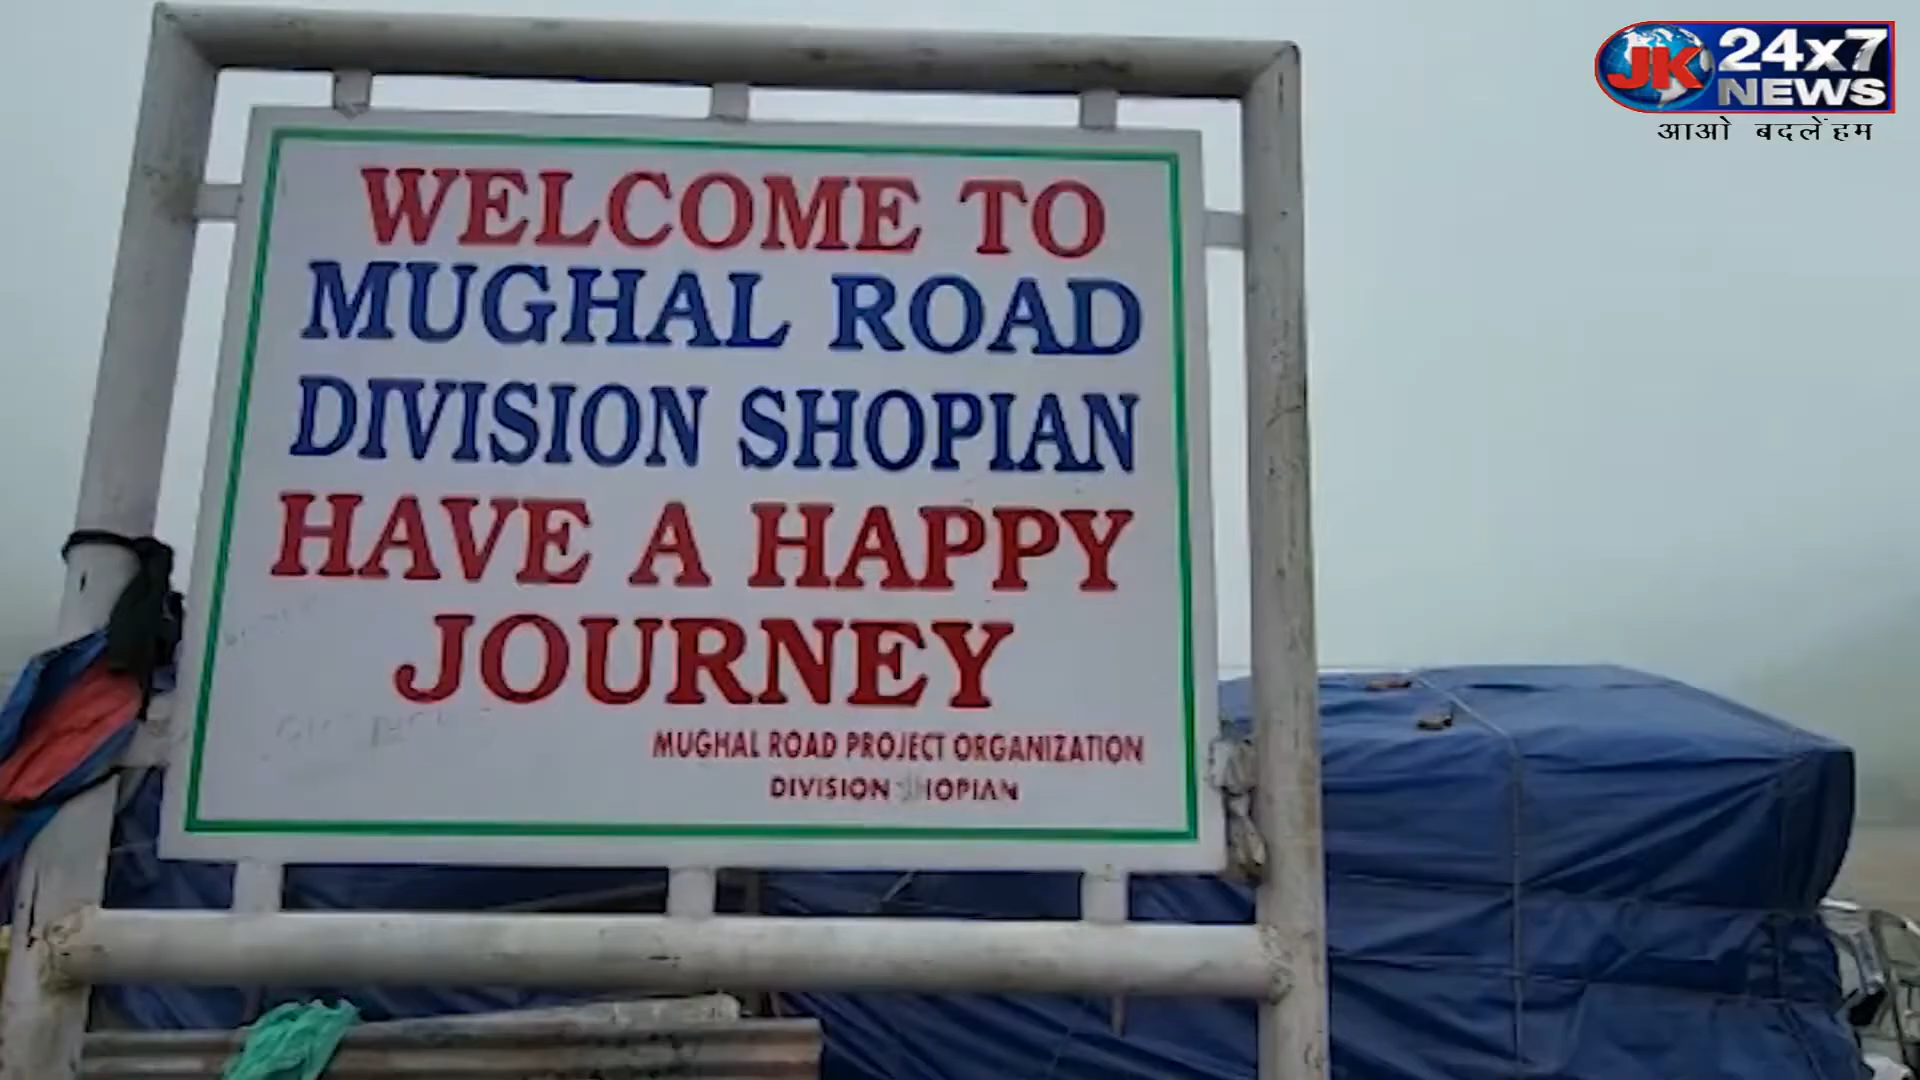 JK 24x7
NEWS
आओ बदलें हम
WELCOME TO
MUGHAL ROAD
DIVISION SHOPIAN
HAVE A HAPPY
JOURNEY
MUGHAL ROAD PROJECT ORGANIZATION
DIVISION SHOPIAN